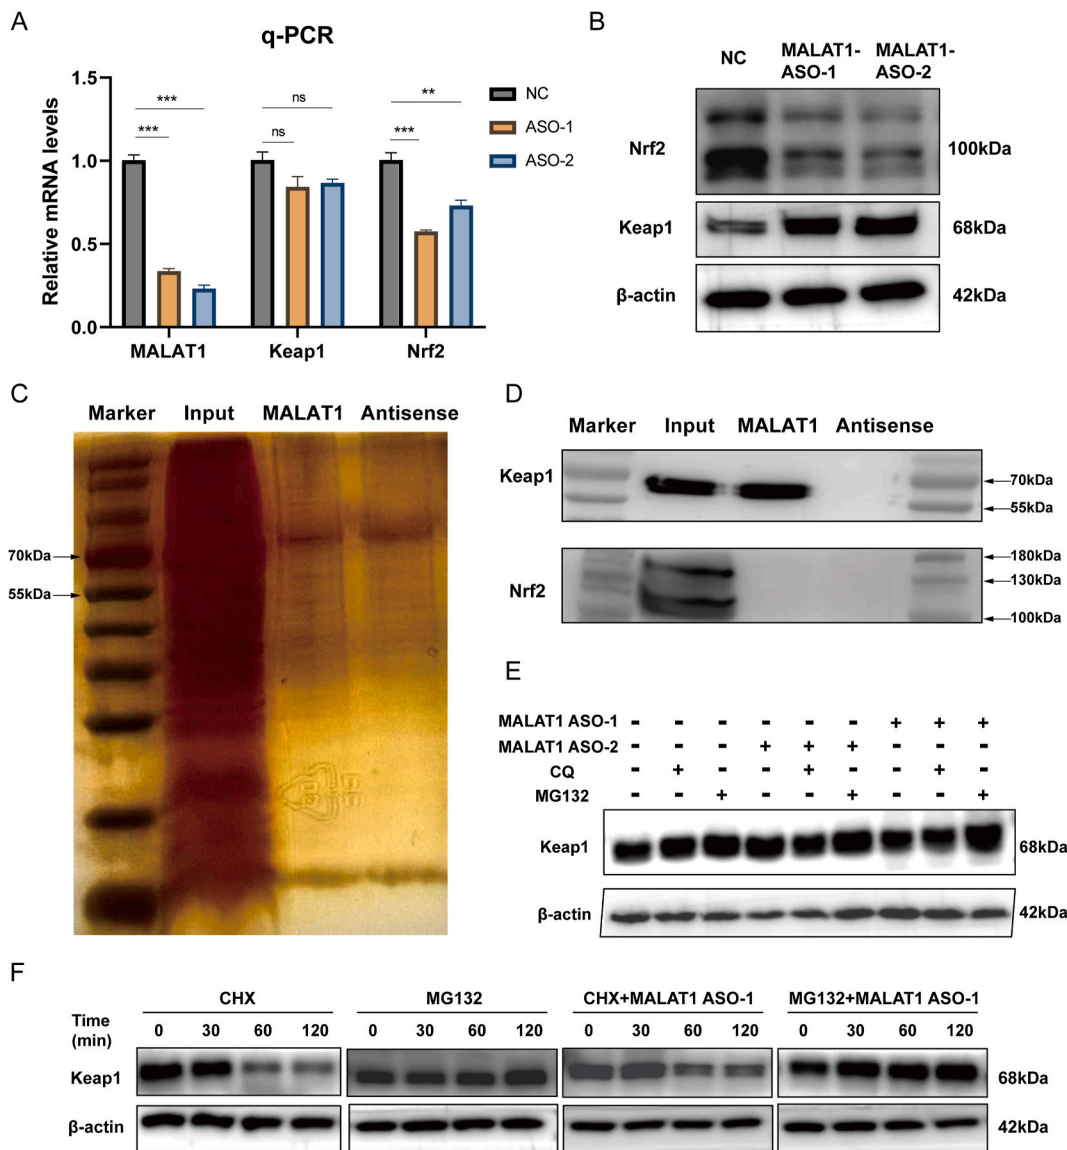 A
q-PCR
Relative mRNA levels
1.5
1.0
0.5
0.0
*** ***
ns ns
*** **
MALAT1 Keap1 Nrf2
NC
ASO-1
ASO-2
B
NC MALAT1-ASO-1 MALAT1-ASO-2
Nrf2 100kDa
Keap1 68kDa
β-actin 42kDa
C
Marker Input MALAT1 Antisense
70kDa
55kDa
D
Marker Input MALAT1 Antisense
Keap1
70kDa
55kDa
Nrf2
180kDa
130kDa
100kDa
E
MALAT1 ASO-1 - - - - - - + + +
MALAT1 ASO-2 - - - + + + - - -
CQ - + - - + - - + -
MG132 - - + - - + - - +
Keap1 68kDa
β-actin 42kDa
F
CHX MG132 CHX+MALAT1 ASO-1 MG132+MALAT1 ASO-1
Time
(min)
0 30 60 120 0 30 60 120 0 30 60 120 0 30 60 120
Keap1 68kDa
β-actin 42kDa